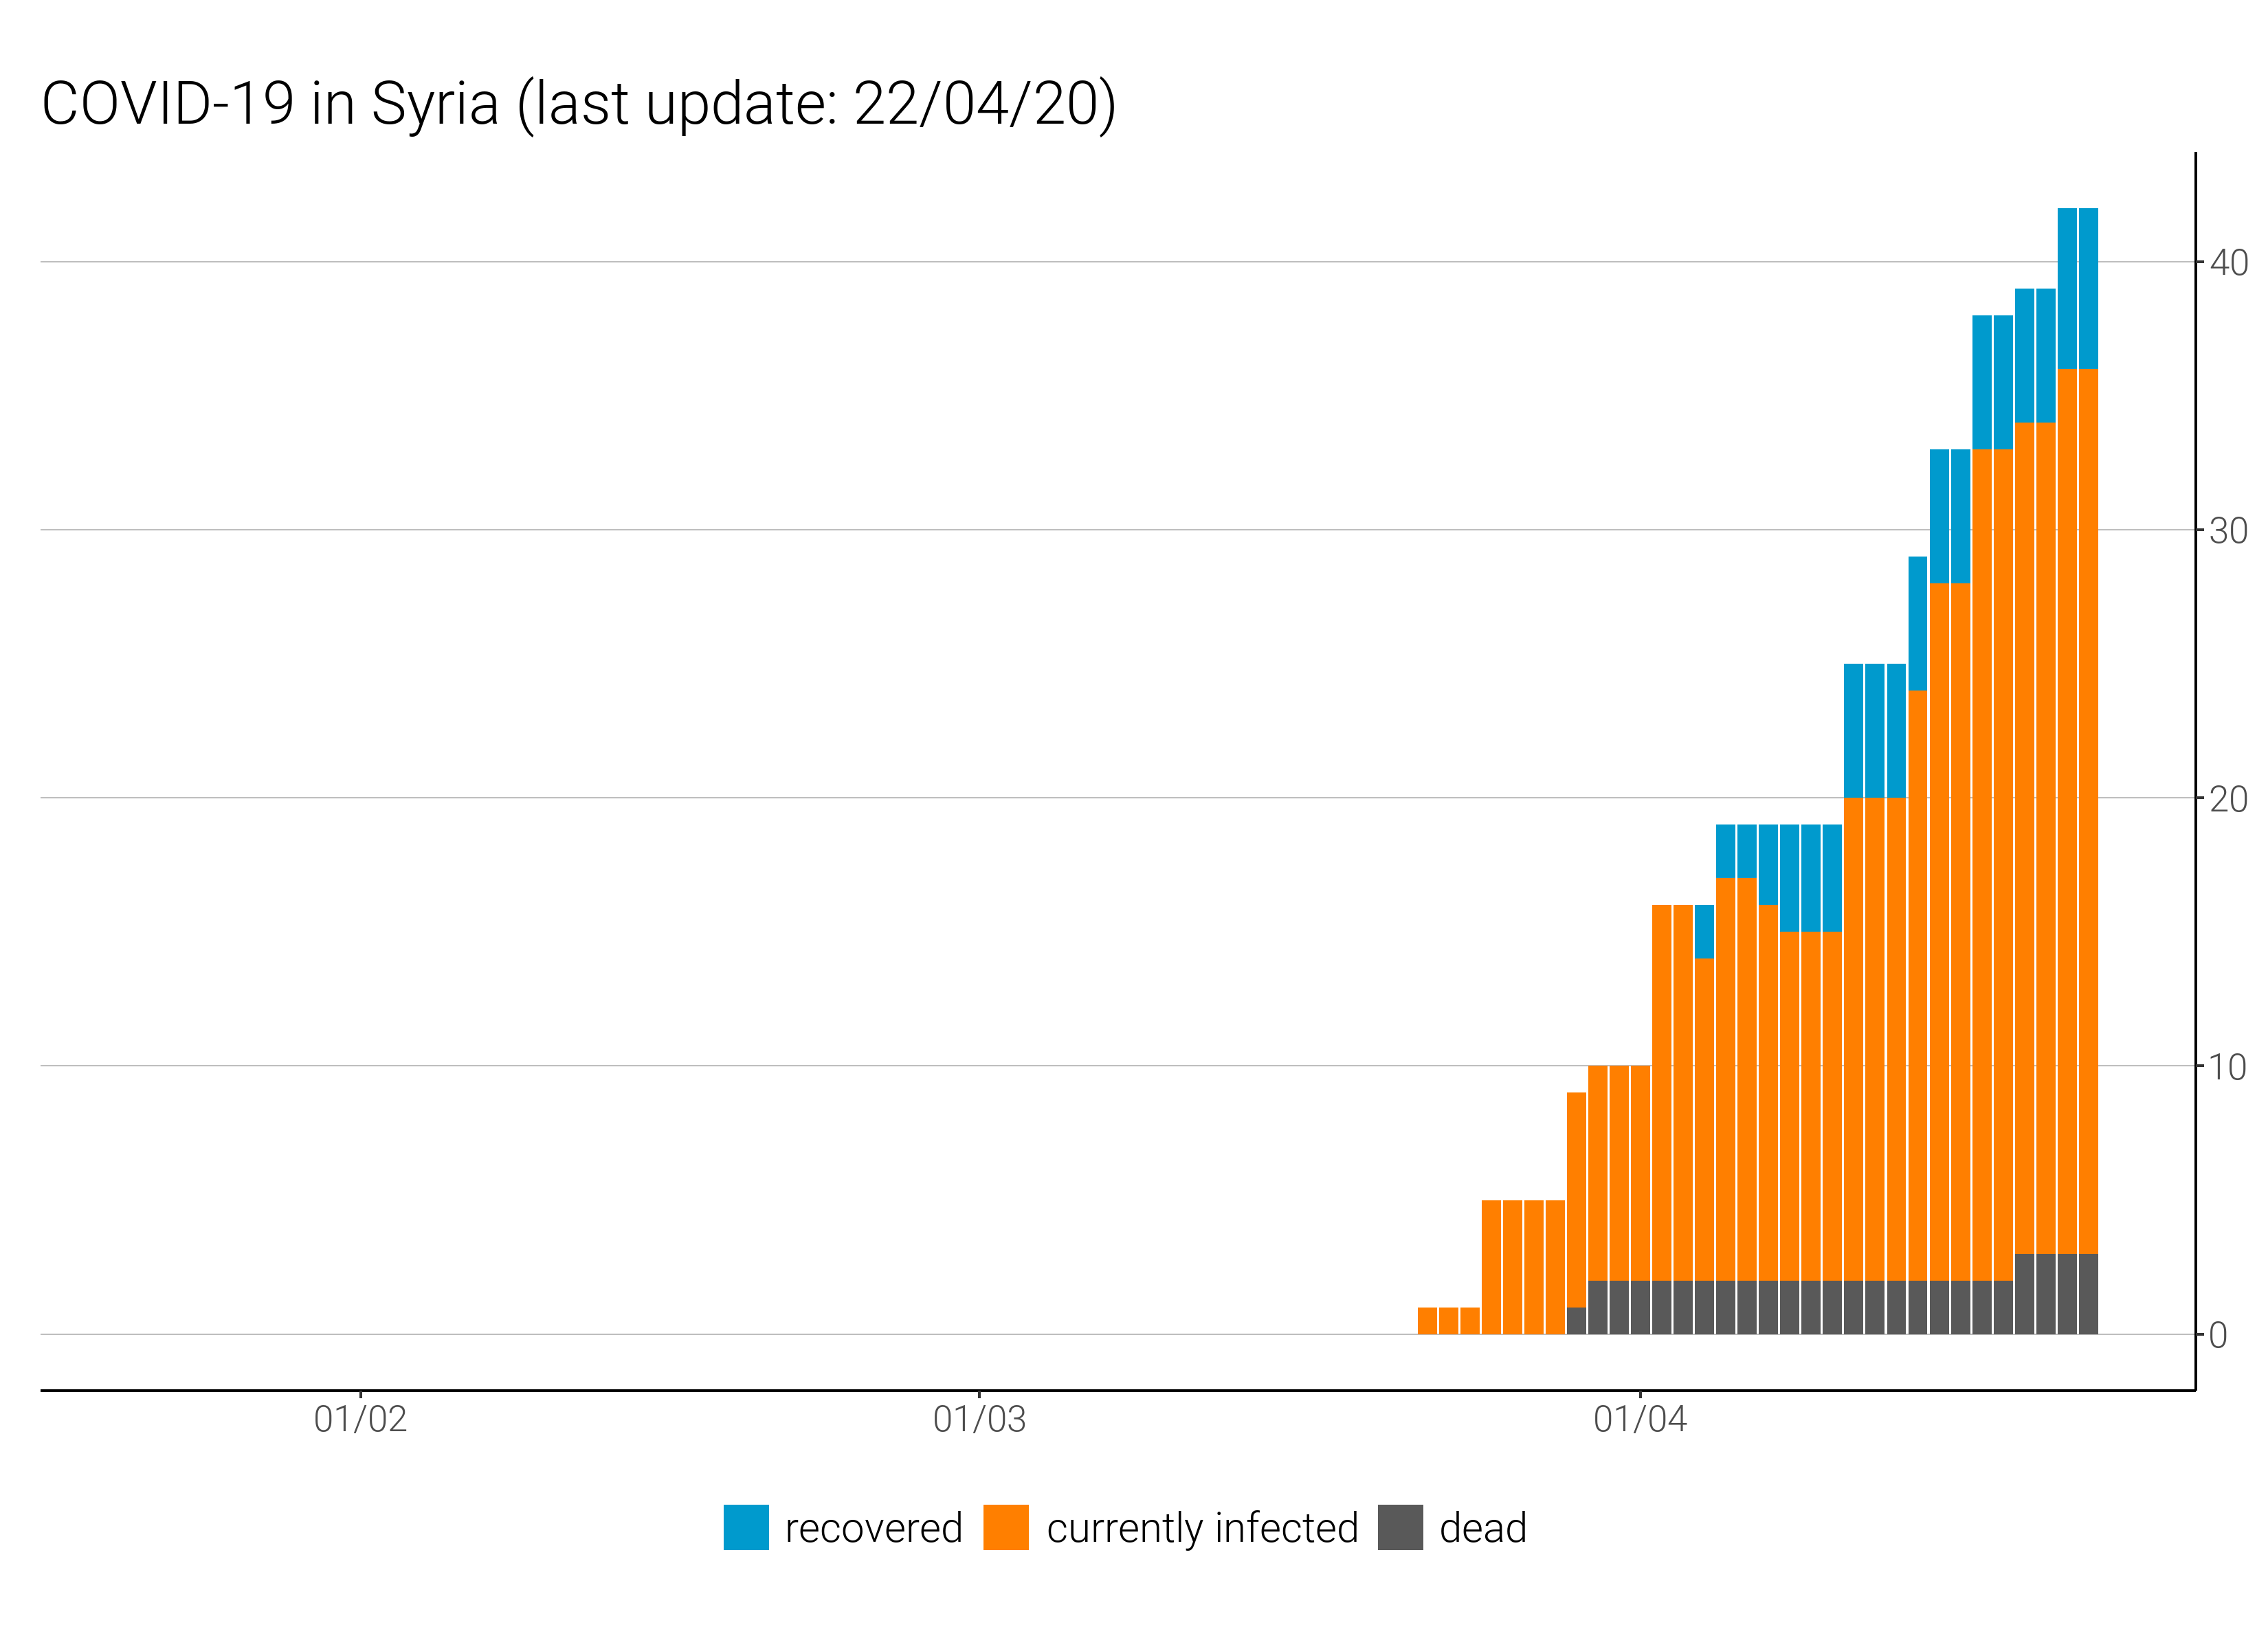 COVID-19 in Syria (last update: 22/04/20)
40
30
20
10
0
01/02 01/03 01/04
recovered currently infected dead